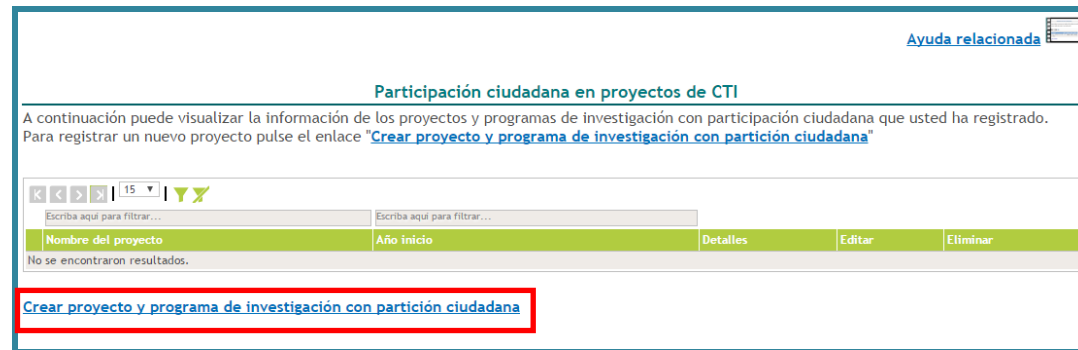 Ayuda relacionada
Participación ciudadana en proyectos de CTI
A continuación puede visualizar la información de los proyectos y programas de investigación con participación ciudadana que usted ha registrado.
Para registrar un nuevo proyecto pulse el enlace "Crear proyecto y programa de investigación con partición ciudadana"
15
Escriba aquí para filtrar... Escriba aquí para filtrar...
Nombre del proyecto Año inicio Detalles Editar Eliminar
No se encontraron resultados.
Crear proyecto y programa de investigación con partición ciudadana